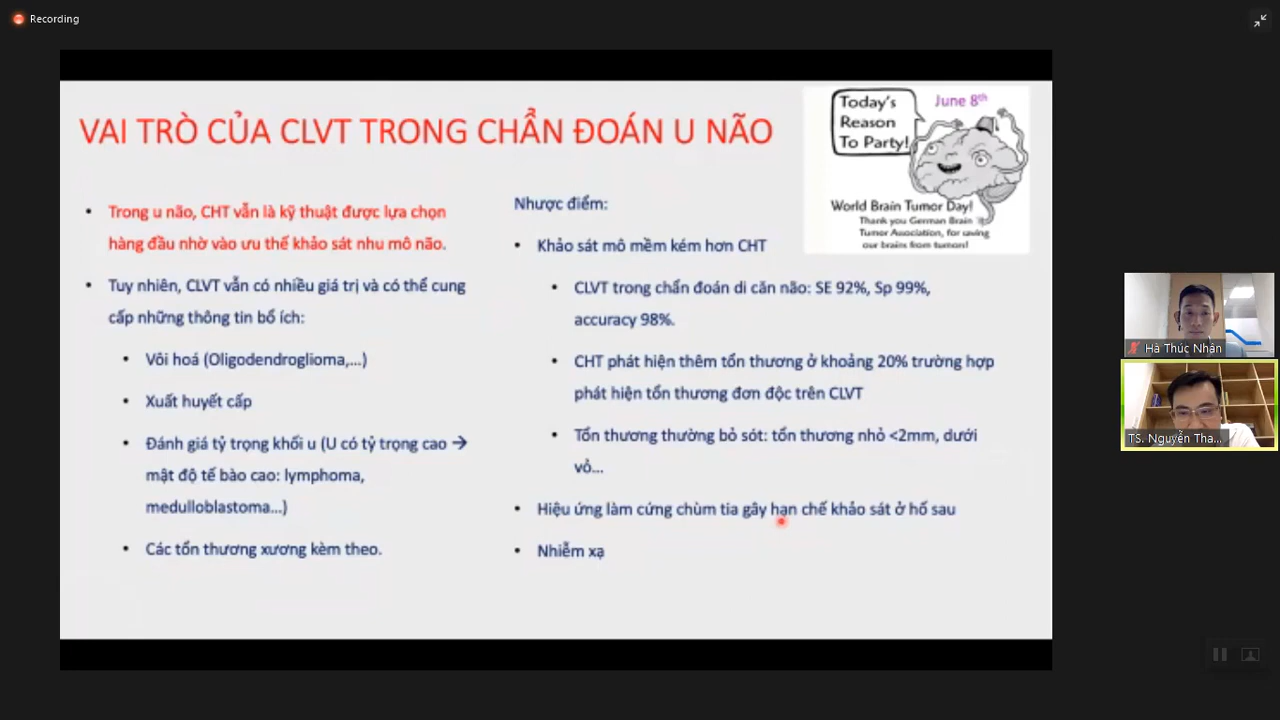 Recording
VAI TRÒ CỦA CLVT TRONG CHẨN ĐOÁN U NÃO
Today's
Reason
To Party!
June 8th
World Brain Tumor Day!
Thank you German Brain
Tumor Association, for saving
our brains from tumors!
• Trong u não, CHT vẫn là kỹ thuật được lựa chọn
hàng đầu nhờ vào ưu thế khảo sát nhu mô não.
• Tuy nhiên, CLVT vẫn có nhiều giá trị và có thể cung
cấp những thông tin bổ ích:
• Vôi hoá (Oligodendroglioma,...)
• Xuất huyết cấp
• Đánh giá tỷ trọng khối u (U có tỷ trọng cao →
mật độ tế bào cao: lymphoma,
medulloblastoma...)
• Các tổn thương xương kèm theo.
Nhược điểm:
• Khảo sát mô mềm kém hơn CHT
• CLVT trong chẩn đoán di căn não: SE 92%, Sp 99%,
accuracy 98%.
• CHT phát hiện thêm tổn thương ở khoảng 20% trường hợp
phát hiện tổn thương đơn độc trên CLVT
• Tổn thương thường bỏ sót: tổn thương nhỏ <2mm, dưới
vỏ...
• Hiệu ứng làm cứng chùm tia gây hạn chế khảo sát ở hố sau
• Nhiễm xạ
Hà Thúc Nhân
TS. Nguyễn Tha...